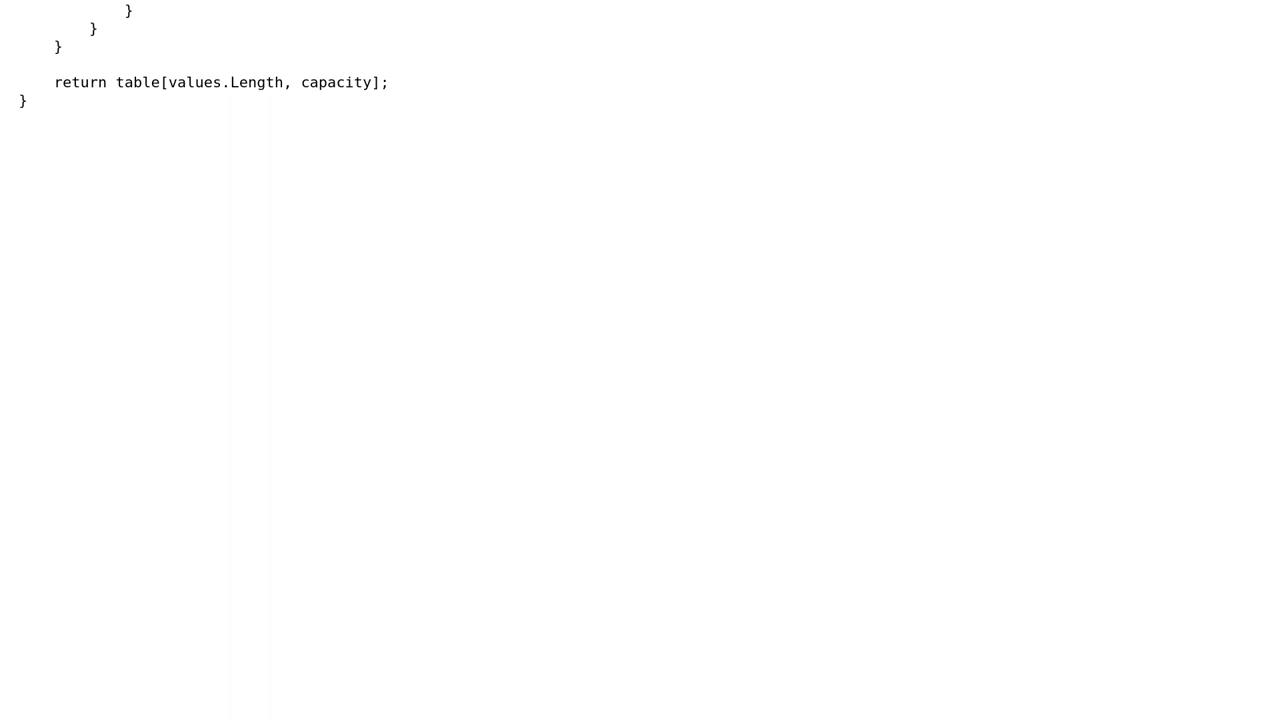 }
        }
    }

    return table[values.Length, capacity];
}